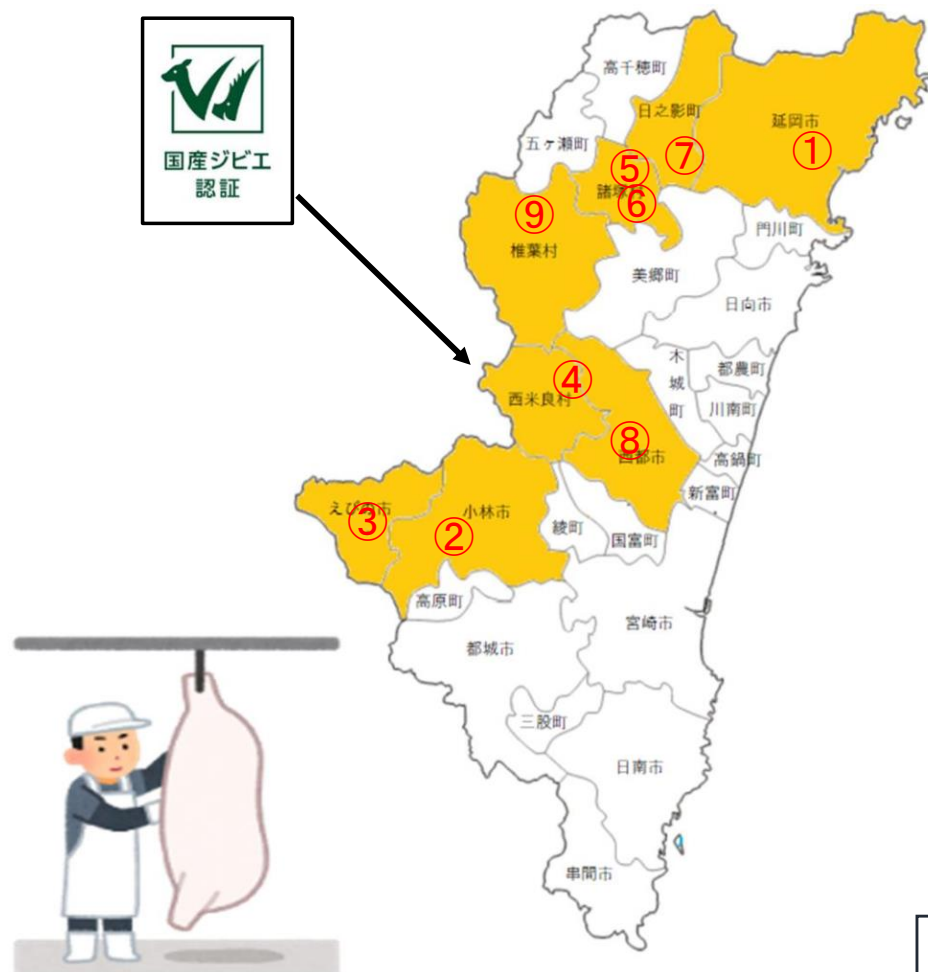 国産ジビエ
認証
高千穂町
日之影町
延岡市
①
五ヶ瀬町
⑤
⑦
諸塚村
⑥
⑨
椎葉村
門川町
美郷町
日向市
木城町
都農町
④
西米良村
川南町
⑧
西都市
高鍋町
新富町
えびの市
③
小林市
②
綾町
国富町
高原町
宮崎市
都城市
三股町
日南市
串間市